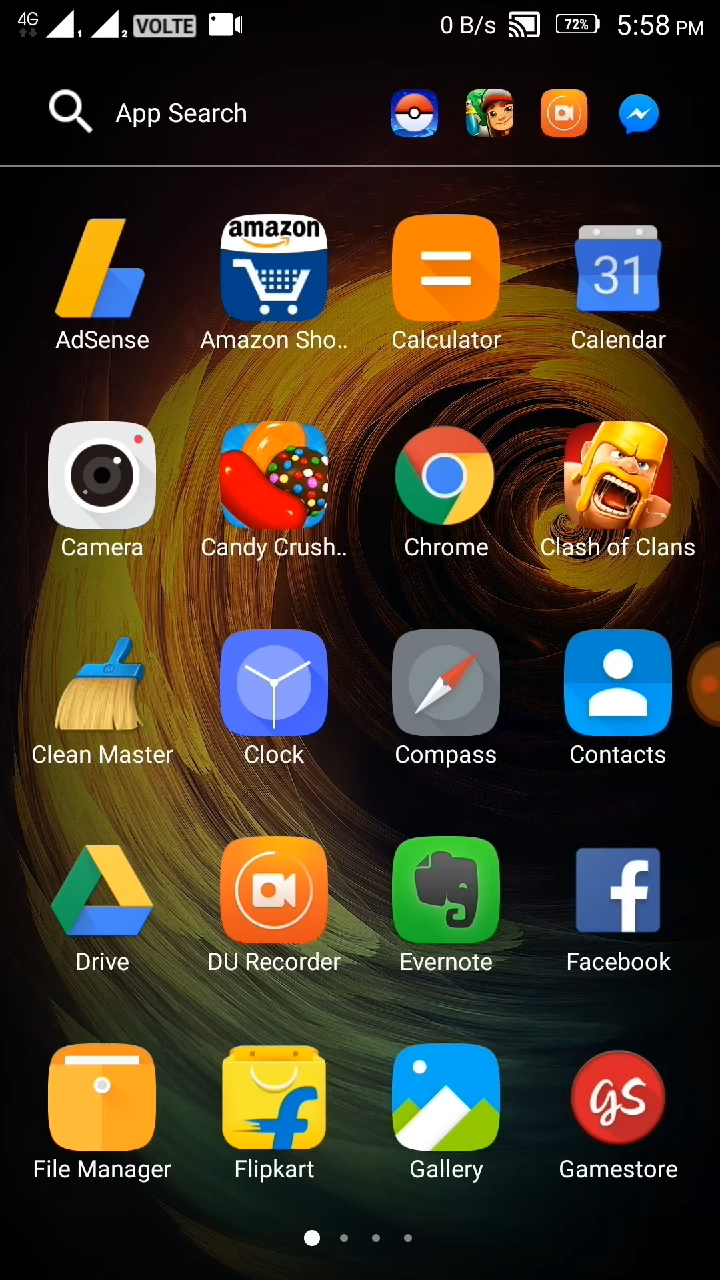 4G 1 2 VOLTE 0 B/s 72% 5:58 PM
App Search
amazon
31
AdSense Amazon Sho.. Calculator Calendar
Camera Candy Crush.. Chrome Clash of Clans
Clean Master Clock Compass Contacts
f
Drive DU Recorder Evernote Facebook
f
gs
File Manager Flipkart Gallery Gamestore